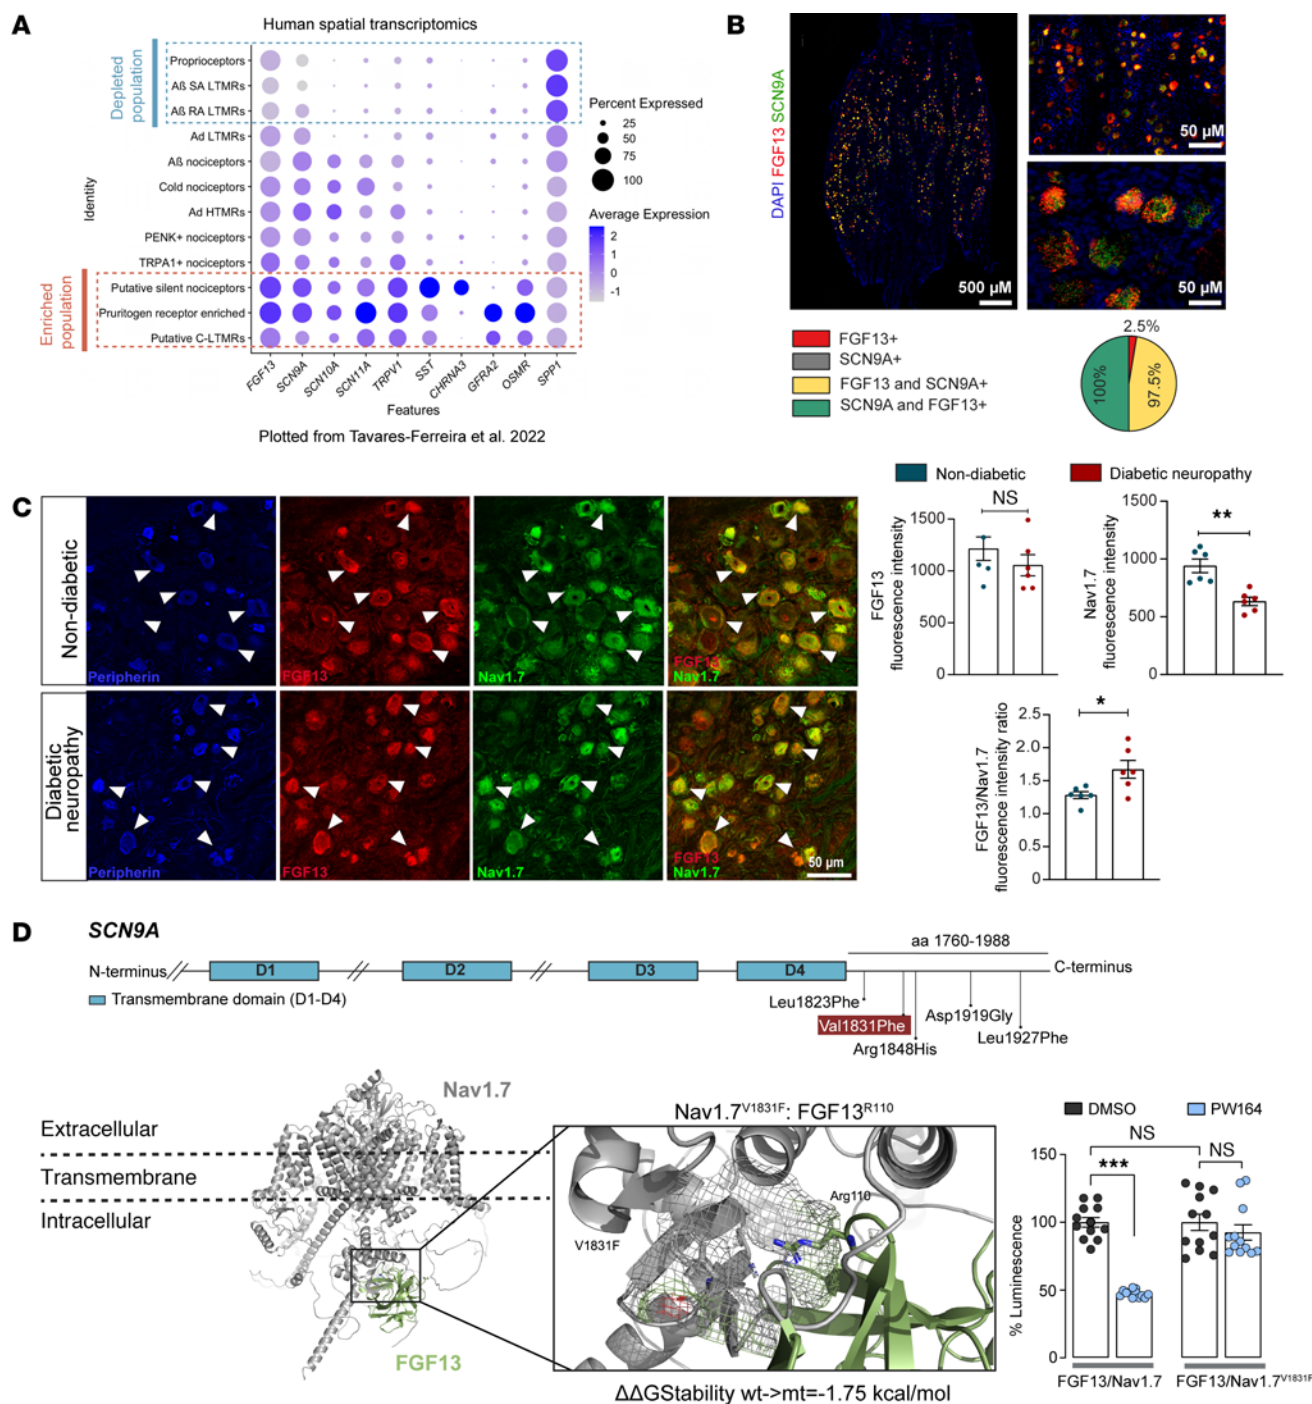 A
Human spatial transcriptomics
Depleted
population
Enriched
population
Identity
Proprioceptors
Aß SA LTMRs
Aß RA LTMRs
Ad LTMRs
Aß nociceptors
Cold nociceptors
Ad HTMRs
PENK+ nociceptors
TRPA1+ nociceptors
Putative silent nociceptors
Pruritogen receptor enriched
Putative C-LTMRs
FGF13
SCN9A
SCN10A
SCN11A
TRPV1
SST
CHRNA3
GFRA2
OSMR
SPP1
Features
Percent Expressed
25
50
75
100
Average Expression
2
1
0
-1
Plotted from Tavares-Ferreira et al. 2022
B
DAPI FGF13 SCN9A
500 µM
50 µM
50 µM
FGF13+
SCN9A+
FGF13 and SCN9A+
SCN9A and FGF13+
2.5%
100%
97.5%
C
Non-diabetic
Peripherin
FGF13
Nav1.7
FGF13
Nav1.7
Diabetic
neuropathy
Peripherin
FGF13
Nav1.7
FGF13
Nav1.7
50 µm
Non-diabetic
Diabetic neuropathy
FGF13
fluorescence intensity
1500
1000
500
0
NS
Nav1.7
fluorescence intensity
1500
1000
500
0
**
FGF13/Nav1.7
fluorescence intensity ratio
2.5
2.0
1.5
1.0
0.5
0
*
D
SCN9A
aa 1760-1988
N-terminus
D1
D2
D3
D4
C-terminus
Transmembrane domain (D1-D4)
Leu1823Phe
Val1831Phe
Arg1848His
Asp1919Gly
Leu1927Phe
Nav1.7
Extracellular
Transmembrane
Intracellular
FGF13
Nav1.7V1831F: FGF13R110
Arg110
V1831F
ΔΔGStability wt->mt=-1.75 kcal/mol
DMSO
PW164
NS
***
NS
% Luminescence
150
100
50
0
FGF13/Nav1.7
FGF13/Nav1.7V1831F